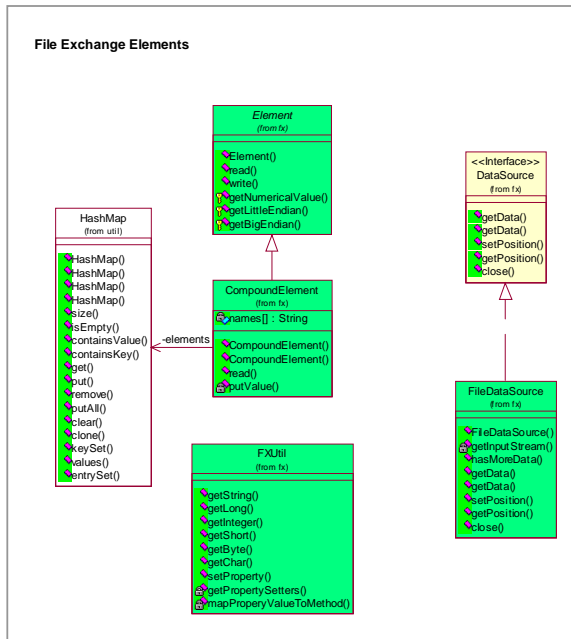 File Exchange Elements
Element
(from fx)
Element()
read()
write()
getNumericalValue()
getLittleEndian()
getBigEndian()
<<Interface>>
DataSource
(from fx)
getData()
getData()
setPosition()
getPosition()
close()
HashMap
(from util)
HashMap()
HashMap()
HashMap()
HashMap()
size()
isEmpty()
containsValue()
containsKey()
get()
put()
remove()
putAll()
clear()
clone()
keySet()
values()
entrySet()
-elements
CompoundElement
(from fx)
names[] : String
CompoundElement()
CompoundElement()
read()
putValue()
FileDataSource
(from fx)
FileDataSource()
getInputStream()
hasMoreData()
getData()
getData()
setPosition()
getPosition()
close()
FXUtil
(from fx)
getString()
getLong()
getInteger()
getShort()
getByte()
getChar()
setProperty()
getPropertySetters()
mapProperyValueToMethod()